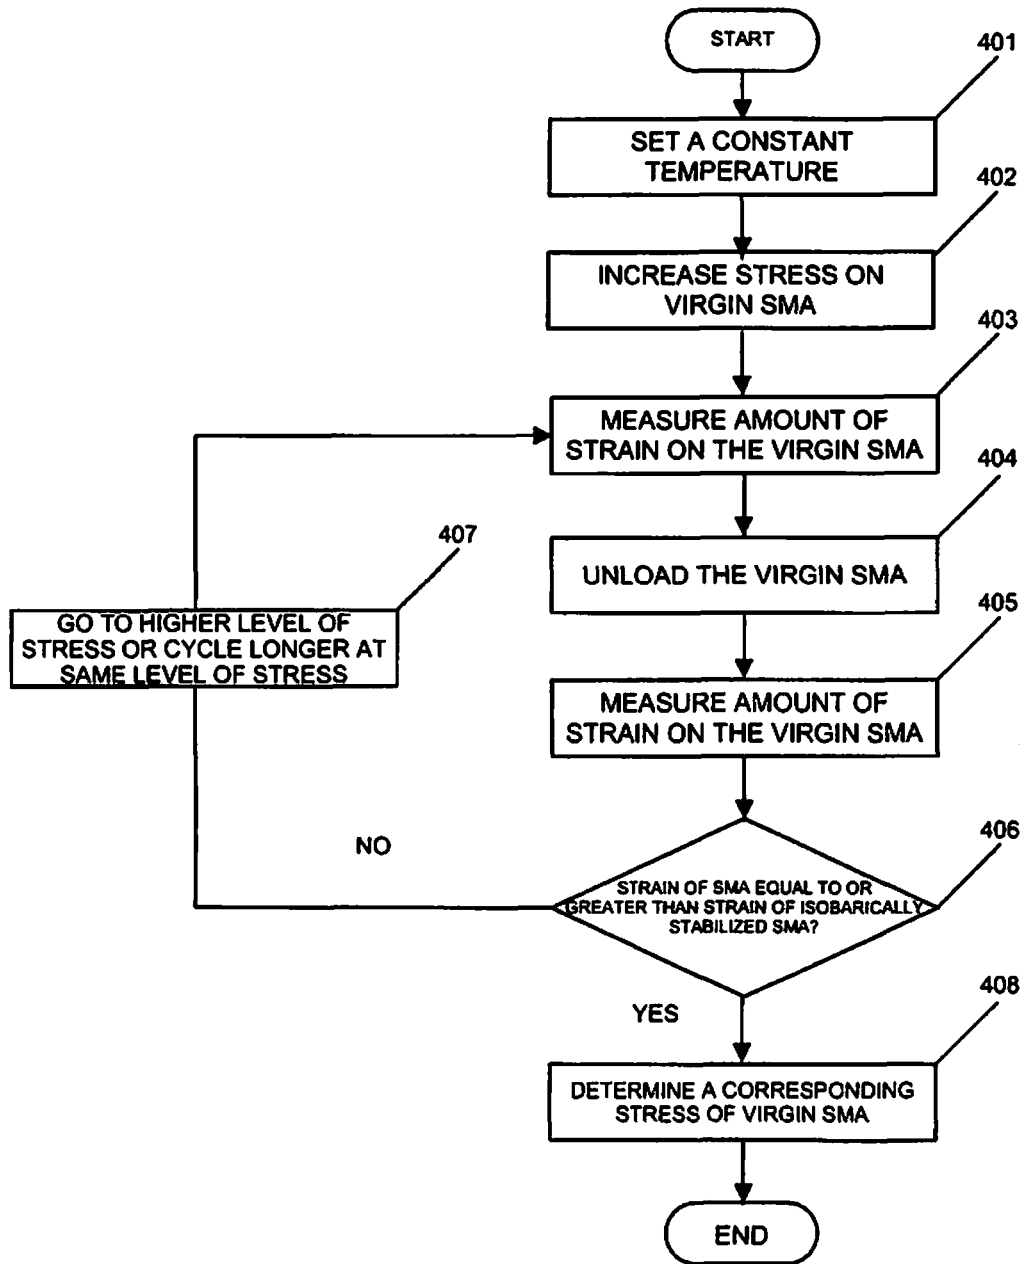 START
401
SET A CONSTANT
TEMPERATURE
402
INCREASE STRESS ON
VIRGIN SMA
403
MEASURE AMOUNT OF
STRAIN ON THE VIRGIN SMA
404
UNLOAD THE VIRGIN SMA
405
MEASURE AMOUNT OF
STRAIN ON THE VIRGIN SMA
406
STRAIN OF SMA EQUAL TO OR
GREATER THAN STRAIN OF ISOBARICALLY
STABILIZED SMA?
NO
407
GO TO HIGHER LEVEL OF
STRESS OR CYCLE LONGER AT
SAME LEVEL OF STRESS
YES
408
DETERMINE A CORRESPONDING
STRESS OF VIRGIN SMA
END